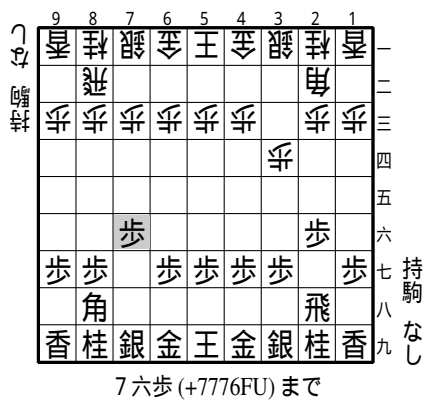 9 8 7 6 5 4 3 2 1
香 桂 銀 金 王 金 銀 桂 香 一
飛 角 二
歩 歩 歩 歩 歩 歩 歩 歩 三
歩 四
五
歩 歩 六
歩 歩 歩 歩 歩 歩 歩 七
角 飛 八
香 桂 銀 金 王 金 銀 桂 香 九
持駒 なし
持駒 なし
7六歩 (+7776FU) まで